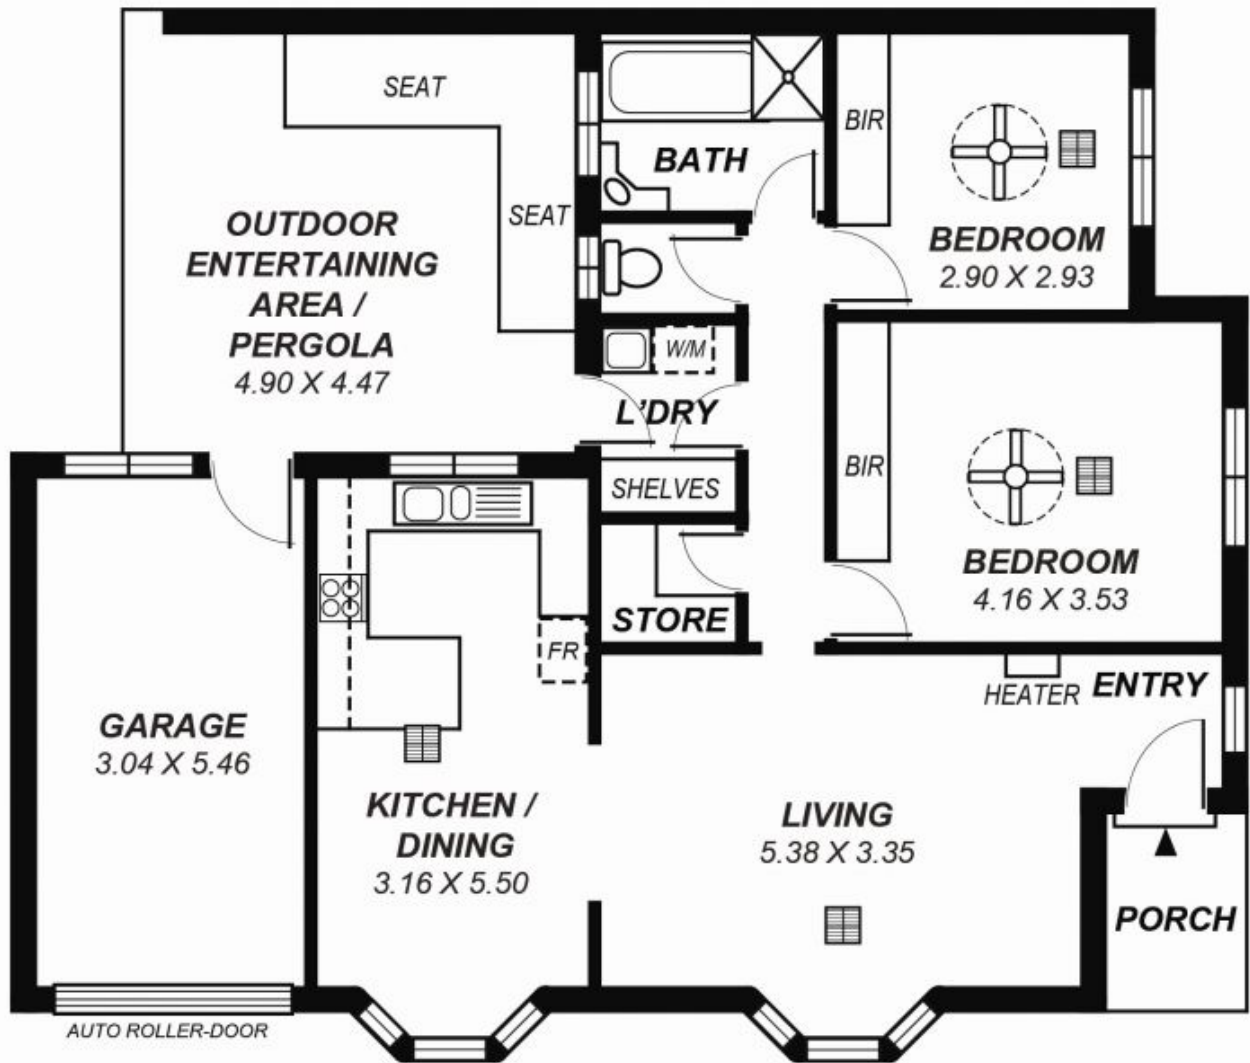 SEAT
BIR
BATH
SEAT
OUTDOOR
ENTERTAINING
AREA /
PERGOLA
4.90 X 4.47
BEDROOM
2.90 X 2.93
W/M
L'DRY
SHELVES
BIR
BEDROOM
4.16 X 3.53
STORE
FR
HEATER
ENTRY
GARAGE
3.04 X 5.46
KITCHEN /
DINING
3.16 X 5.50
LIVING
5.38 X 3.35
PORCH
AUTO ROLLER-DOOR